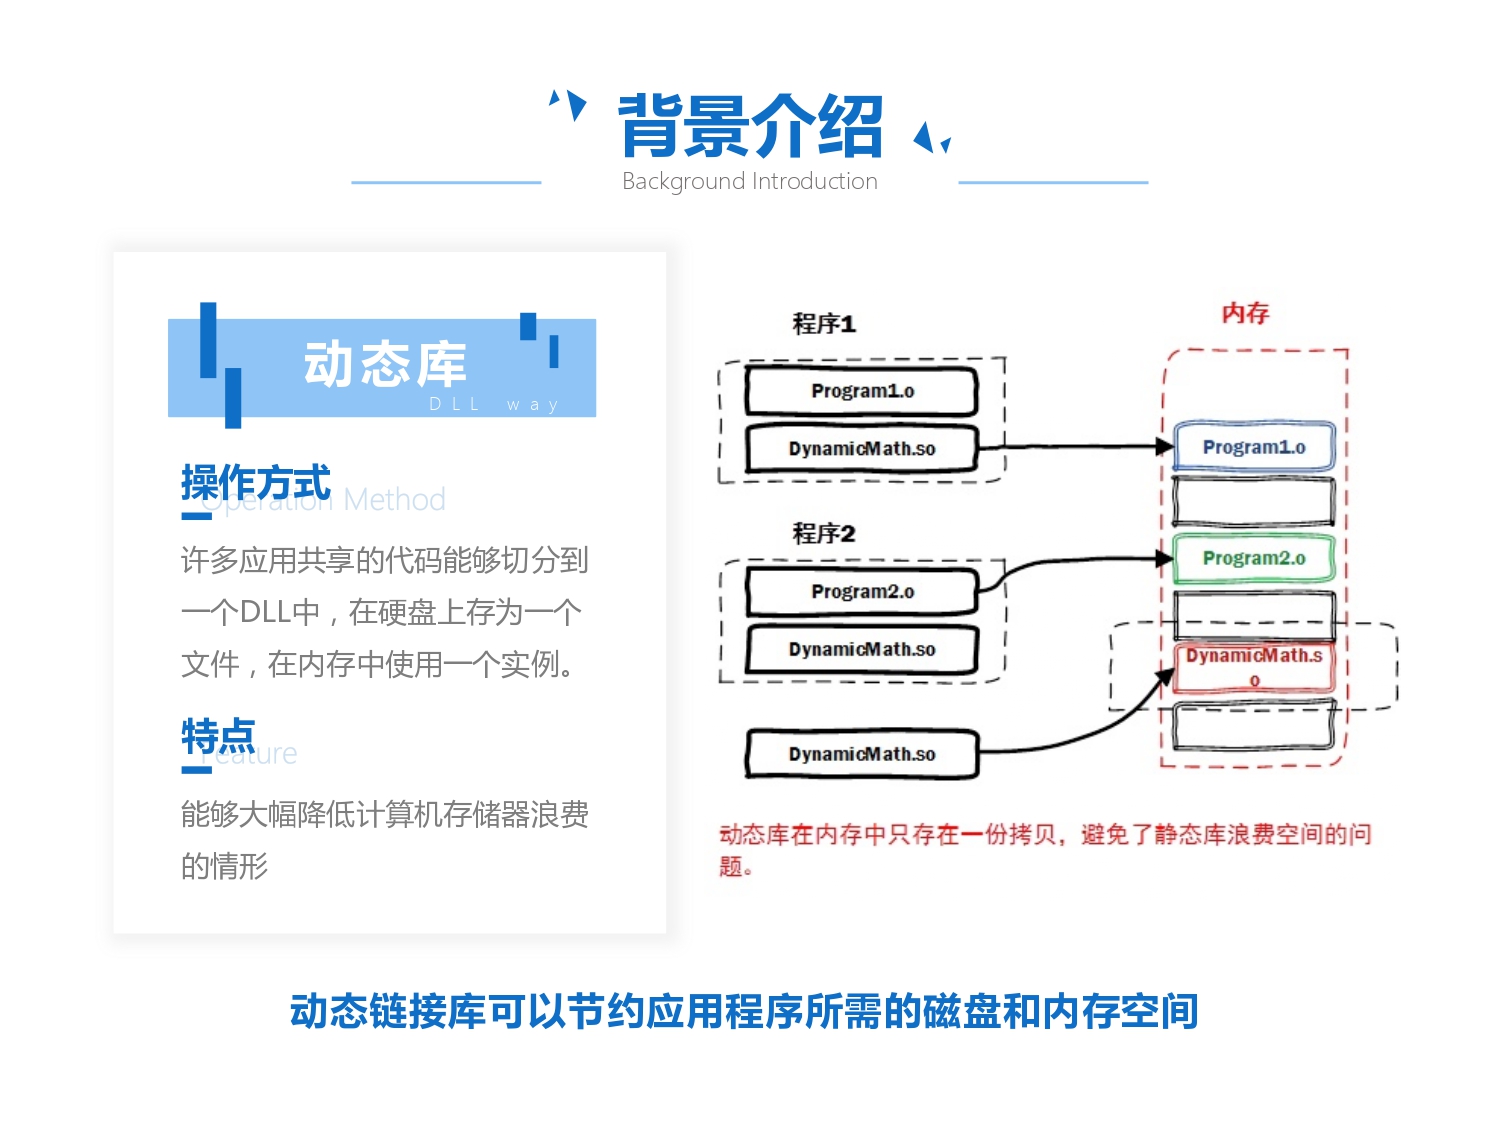 背景介绍
Background Introduction
动态库
DLL way
操作方式
Operation Method
许多应用共享的代码能够切分到
一个DLL中，在硬盘上存为一个
文件，在内存中使用一个实例。
特点
Feature
能够大幅降低计算机存储器浪费
的情形
程序1
Program1.o
DynamicMath.so
程序2
Program2.o
DynamicMath.so
DynamicMath.so
内存
Program1.o
Program2.o
DynamicMath.s
o
动态库在内存中只存在一份拷贝，避免了静态库浪费空间的问
题。
动态链接库可以节约应用程序所需的磁盘和内存空间